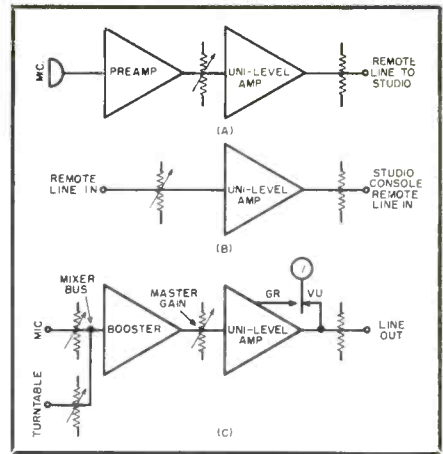 MIC.
PREAMP
UNI-LEVEL
AMP
REMOTE
LINE TO
STUDIO
(A)
REMOTE
LINE IN
UNI-LEVEL
AMP
STUDIO
CONSOLE
REMOTE
LINE IN
(B)
MIXER
BUS
MIC
BOOSTER
MASTER
GAIN
GR
VU
UNI-LEVEL
AMP
LINE
OUT
TURNTABLE
(C)